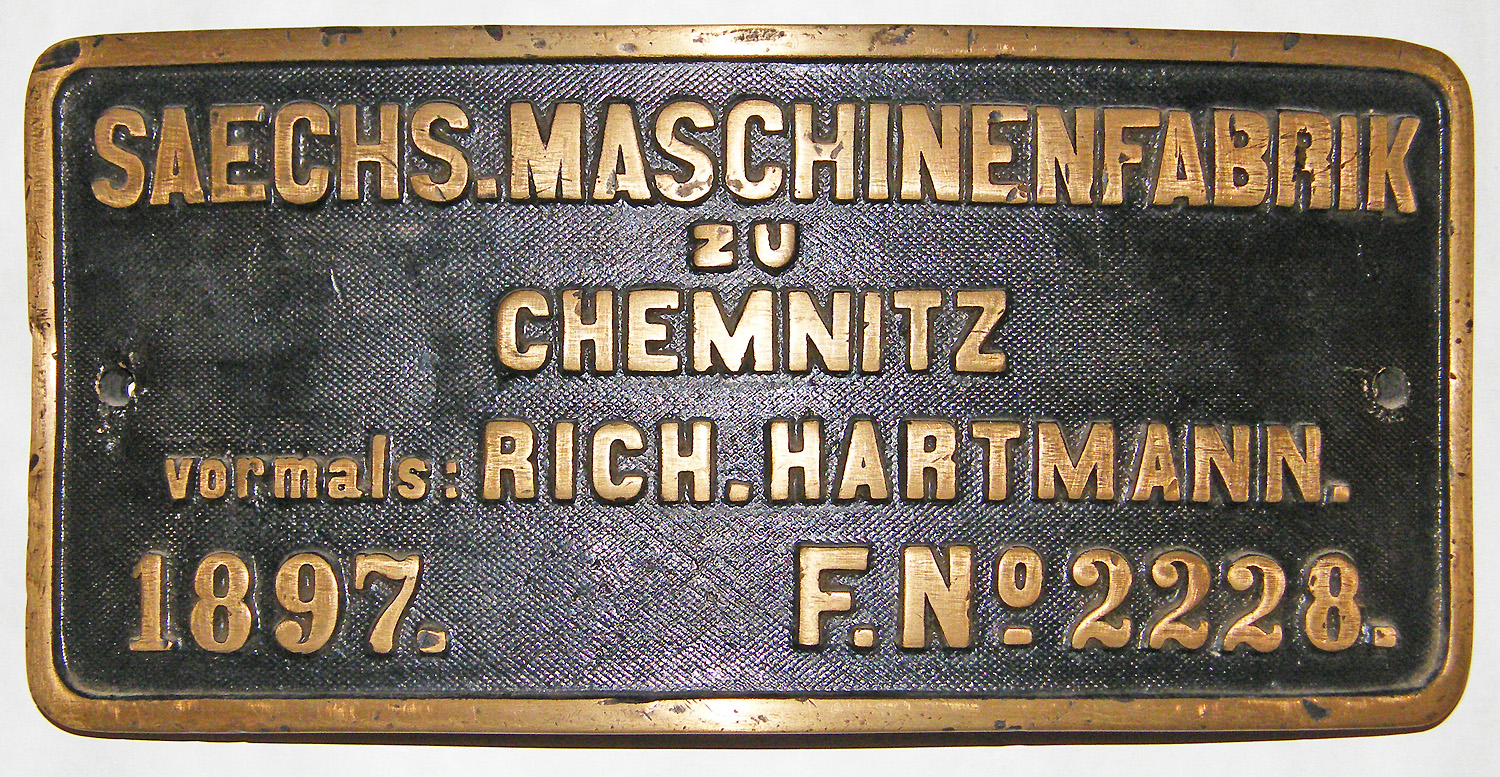 SAECHS. MASCHINENFABRIK
ZU
CHEMNITZ
vormals: RICH. HARTMANN.
1897. F. Nº 2228.